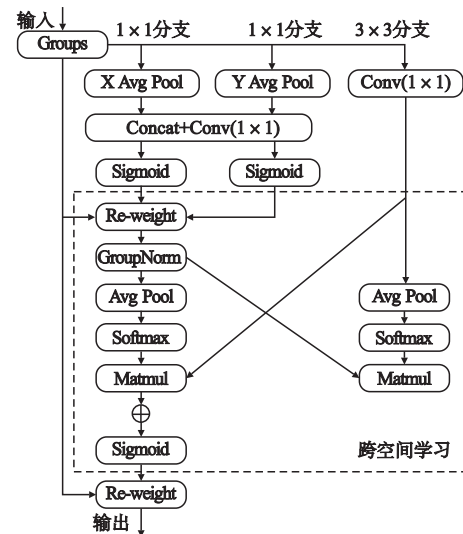 输入
Groups
1×1分支
1×1分支
3×3分支
X Avg Pool
Y Avg Pool
Conv(1×1)
Concat+Conv(1×1)
Sigmoid
Sigmoid
Re-weight
GroupNorm
Avg Pool
Avg Pool
Softmax
Softmax
Matmul
Matmul
Sigmoid
跨空间学习
Re-weight
输出